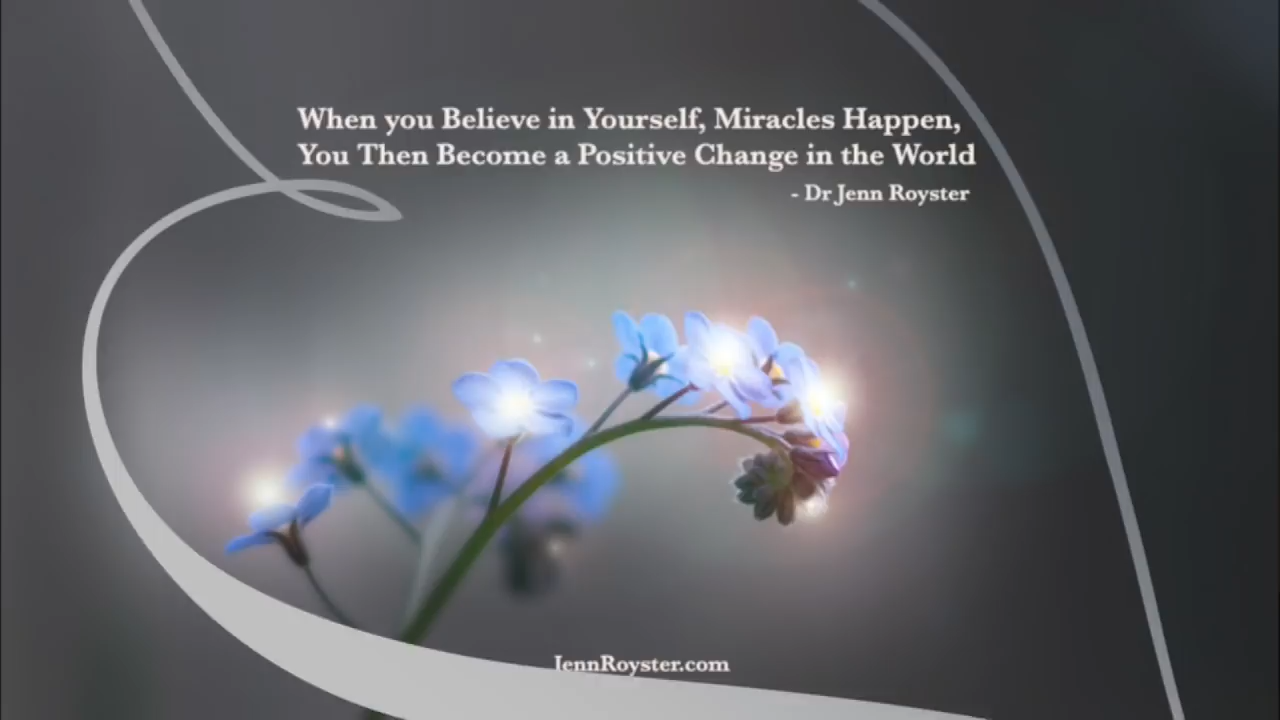 When you Believe in Yourself, Miracles Happen,
You Then Become a Positive Change in the World
- Dr Jenn Royster
JennRoyster.com